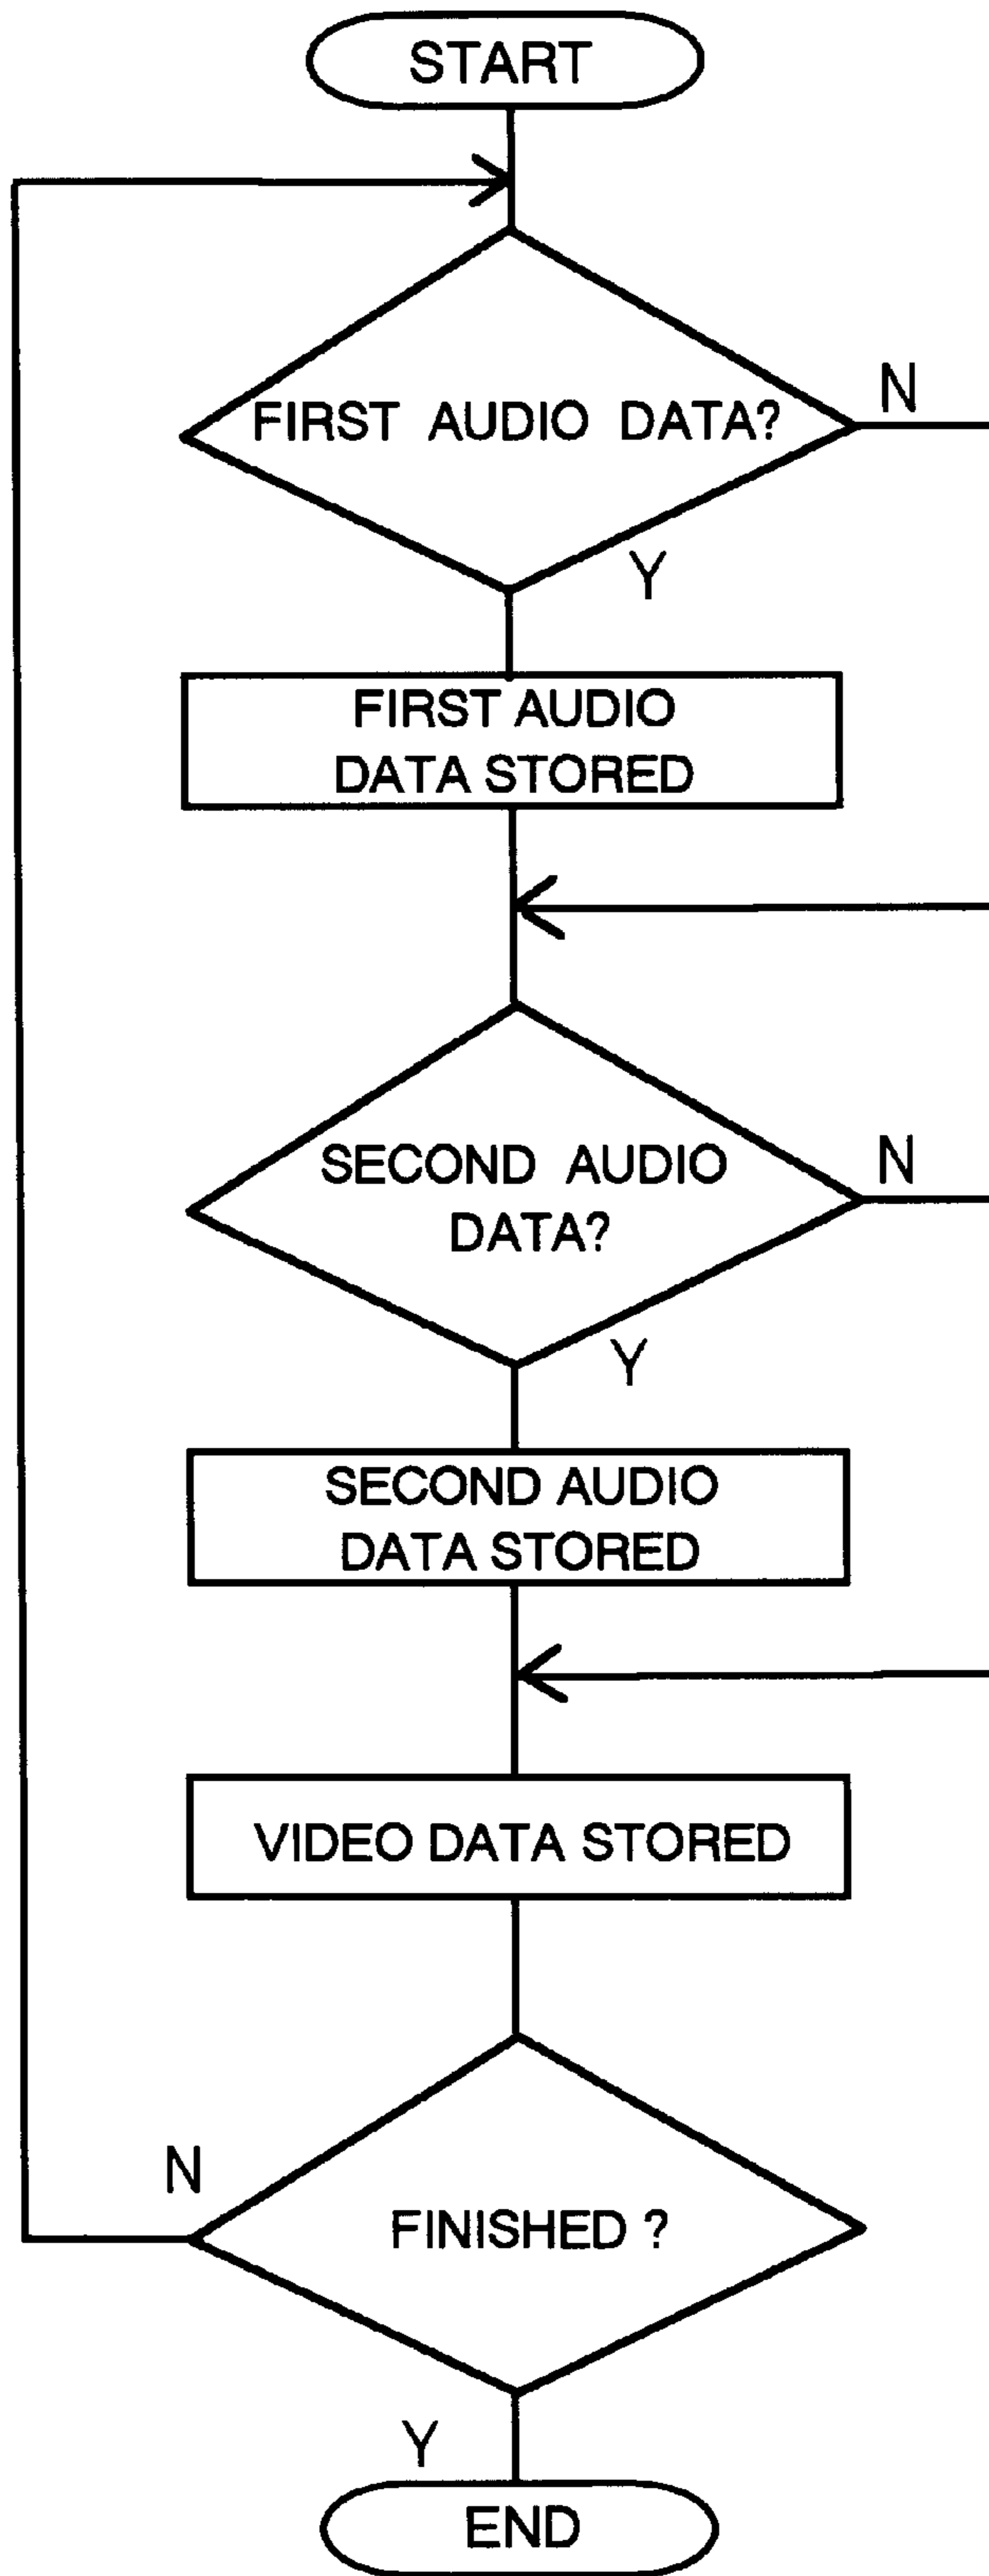 START
FIRST AUDIO DATA?
N
Y
FIRST AUDIO
DATA STORED
SECOND AUDIO
DATA?
N
Y
SECOND AUDIO
DATA STORED
VIDEO DATA STORED
N
FINISHED ?
Y
END